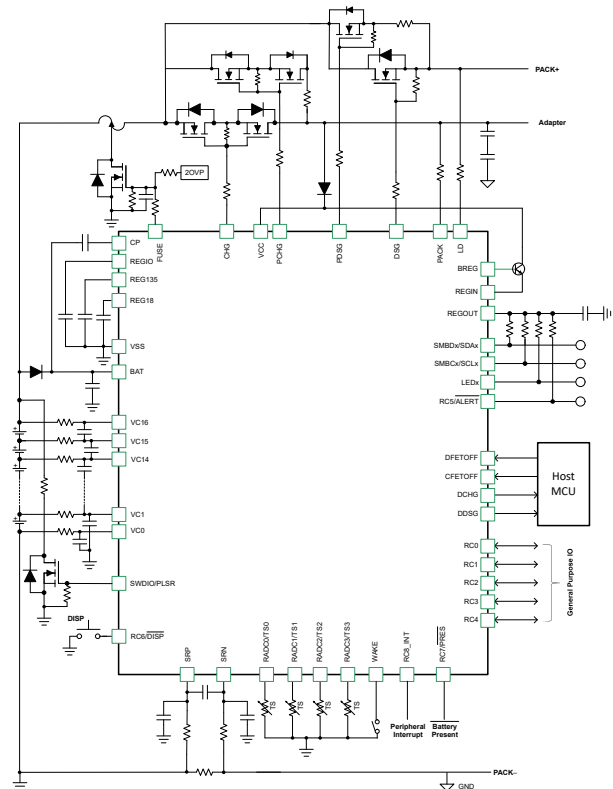 PACK+
Adapter
2OVP
FUSE
CHG
VCC
PCHG
PDSG
DSG
PACK
LD
CP
REGIO
REG135
REG18
VSS
BAT
VC16
VC15
VC14
VC1
VC0
SWDIO/PLSR
DISP
RC6/DISP
BREG
REGIN
REGOUT
SMBDx/SDAx
SMBCx/SCLx
LEDx
RC5/ALERT
DFETOFF
CFETOFF
DCHG
DDSG
Host
MCU
RC0
RC1
RC2
RC3
RC4
General Purpose IO
SRP
SRN
RADC0/TS0
RADC1/TS1
RADC2/TS2
RADC3/TS3
WAKE
RC8_INT
RC7/PRES
TS
TS
TS
TS
Peripheral
Interrupt
Battery
Present
PACK–
GND